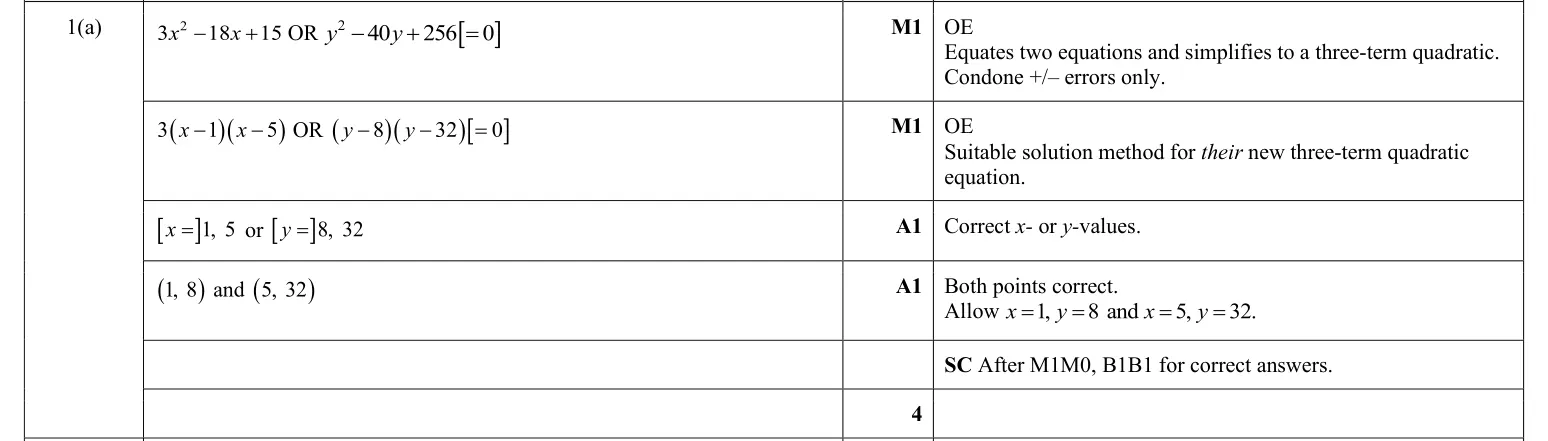 1(a)
3x² −18x +15 OR y² −40y + 256[= 0]
M1
OE
Equates two equations and simplifies to a three-term quadratic.
Condone +/– errors only.
3(x −1)(x −5) OR (y −8)(y −32)[= 0]
M1
OE
Suitable solution method for their new three-term quadratic
equation.
[x =]1, 5 or [y =]8, 32
A1
Correct x- or y-values.
(1, 8) and (5, 32)
A1
Both points correct.
Allow x =1, y = 8 and x = 5, y = 32.
SC After M1M0, B1B1 for correct answers.
4